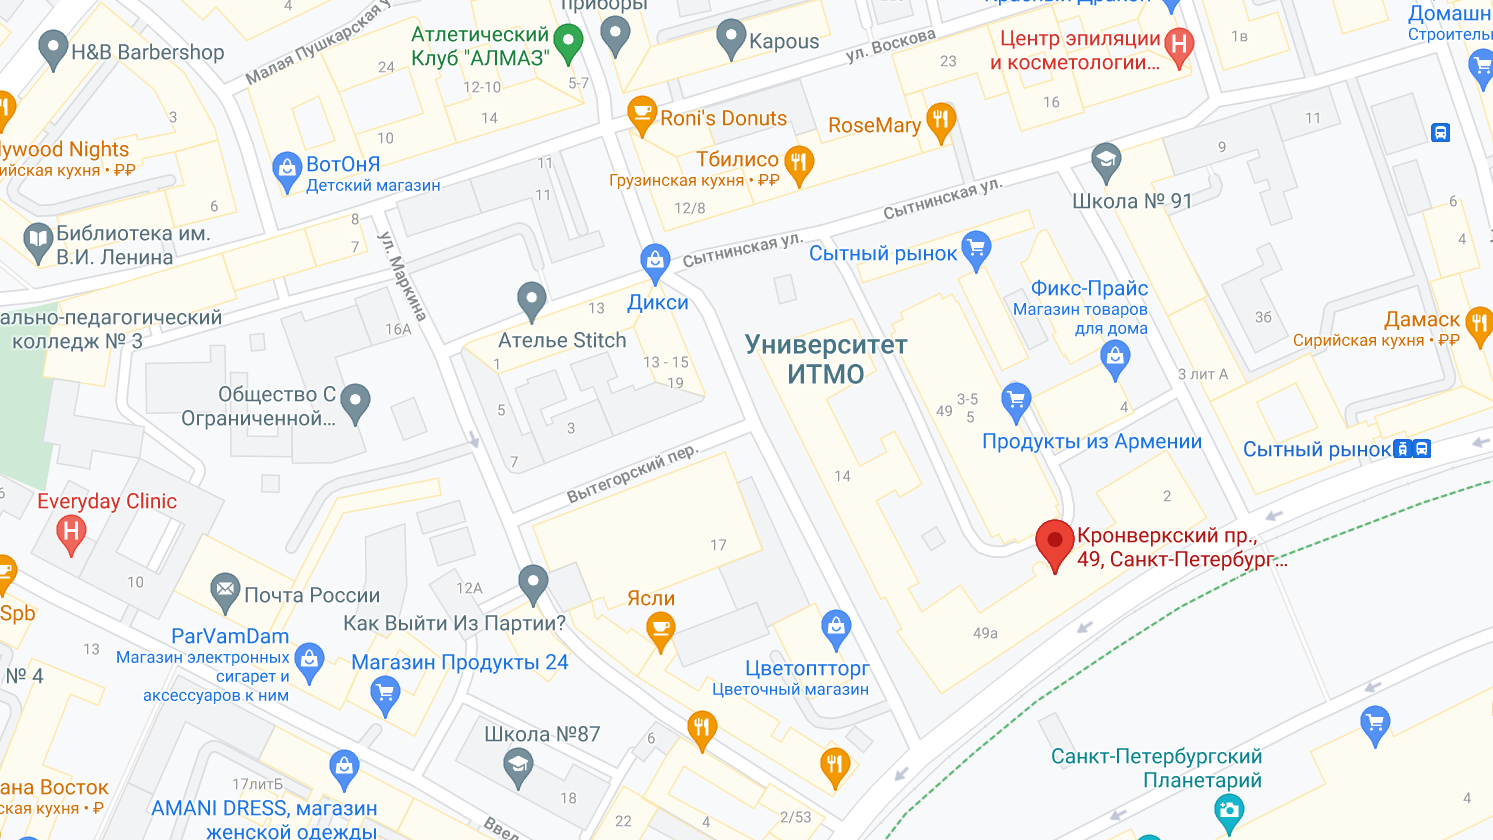 приборы
Красный Дракон
Домашн
Строитель
4
Малая Пушкарская у
H&B Barbershop
Атлетический
Клуб "АЛМАЗ"
Kapous
ул. Воскова
Центр эпиляции
и косметологии...
1в
24
12-10
5-7
23
16
3
14
10
Roni's Donuts
RoseMary
11
9
lywood Nights
ийская кухня • ₽₽
ВотОнЯ
Детский магазин
11
11
Тбилисо
Грузинская кухня • ₽₽
Школа № 91
6
8
7
12/8
Сытнинская ул.
6
4
Библиотека им.
В.И. Ленина
ул. Маркина
Сытнинская ул.
Сытный рынок
Дикси
Фикс-Прайс
Магазин товаров
для дома
ально-педагогический
колледж № 3
16А
13
Ателье Stitch
36
Дамаск
Сирийская кухня • ₽₽
Университет
ИТМО
1
13 - 15
19
3 лит А
Общество С
Ограниченной...
5
3
7
49
3-5
5
4
Продукты из Армении
Сытный рынок
Вытегорский пер.
14
2
6
Everyday Clinic
17
Кронверкский пр.,
49, Санкт-Петербург...
10
12А
Spb
Почта России
Ясли
Как Выйти Из Партии?
49а
13
№ 4
ParVamDam
Магазин электронных
сигарет и
аксессуаров к ним
Магазин Продукты 24
Цветоптторг
Цветочный магазин
Школа №87
6
Санкт-Петербургский
Планетарий
17литБ
ана Восток
ская кухня • ₽
AMANI DRESS, магазин
женской одежды
18
22
4
2/53
4
Введ